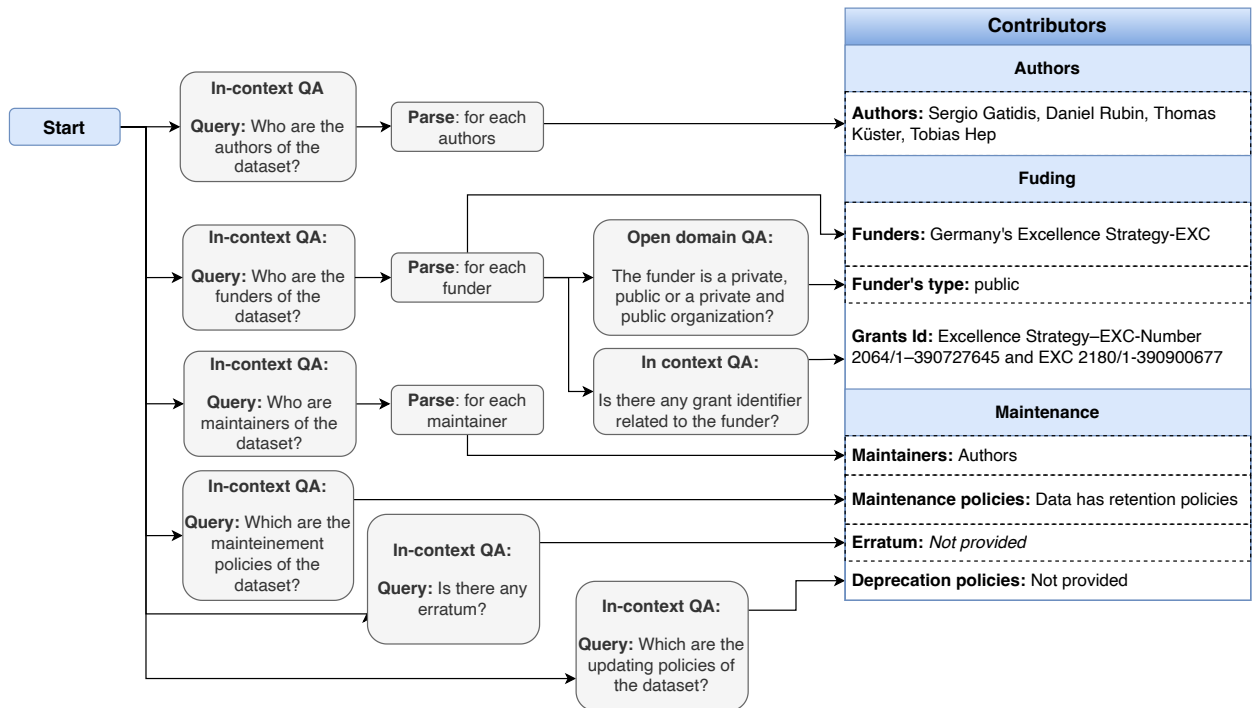 Start
In-context QA
Query: Who are the
authors of the
dataset?
Parse: for each
authors
In-context QA:
Query: Who are the
funders of the
dataset?
Parse: for each
funder
Open domain QA:
The funder is a private,
public or a private and
public organization?
In context QA:
Is there any grant identifier
related to the funder?
In-context QA:
Query: Who are
maintainers of the
dataset?
Parse: for each
maintainer
In-context QA:
Query: Which are the
mainteinement
policies of the
dataset?
In-context QA:
Query: Is there any
erratum?
In-context QA:
Query: Which are the
updating policies of
the dataset?
Contributors
Authors
Authors: Sergio Gatidis, Daniel Rubin, Thomas
Küster, Tobias Hep
Fuding
Funders: Germany's Excellence Strategy-EXC
Funder's type: public
Grants Id: Excellence Strategy–EXC-Number
2064/1–390727645 and EXC 2180/1-390900677
Maintenance
Maintainers: Authors
Maintenance policies: Data has retention policies
Erratum: Not provided
Deprecation policies: Not provided